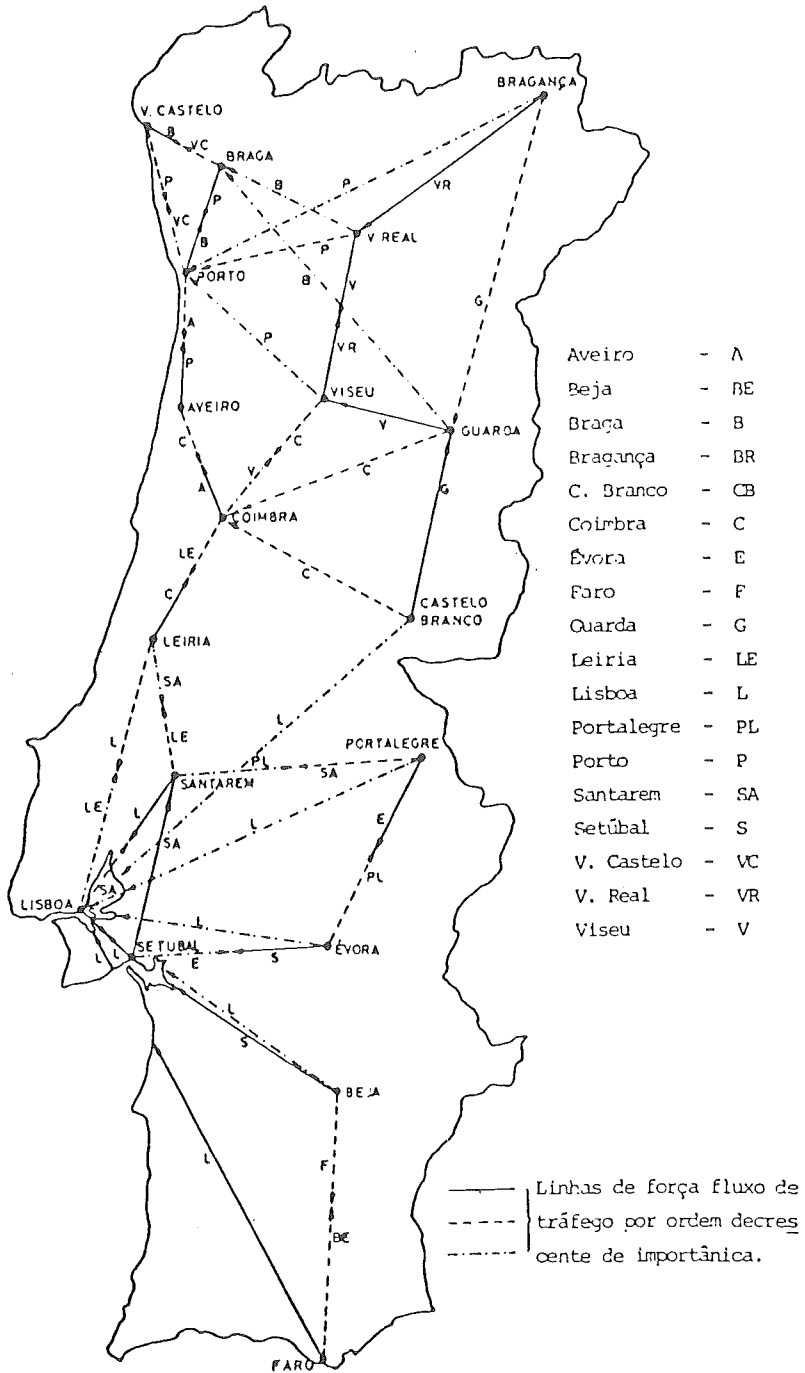 BRAGANÇA
V. CASTELO
B
VC
BRAGA
P
P
B
P
VR
VC
B
P
V REAL
PORTO
B
V
G
A
P
VR
P
AVEIRO
VISEU
V
GUARDA
C
C
V
C
A
G
COIMBRA
LE
C
C
CASTELO
BRANCO
LEIRIA
SA
L
L
LE
PORTALEGRE
PL
SA
SANTAREM
LE
L
L
E
SA
PL
SA
LISBOA
L
SETUBAL
ÉVORA
L
L
E
S
L
S
BEJA
L
F
BE
FARO
Aveiro - A
Beja - BE
Braga - B
Bragança - BR
C. Branco - CB
Coimbra - C
Évora - E
Faro - F
Guarda - G
Leiria - LE
Lisboa - L
Portalegre - PL
Porto - P
Santarem - SA
Setúbal - S
V. Castelo - VC
V. Real - VR
Viseu - V
Linhas de força fluxo de
tráfego por ordem decres
cente de importânica.